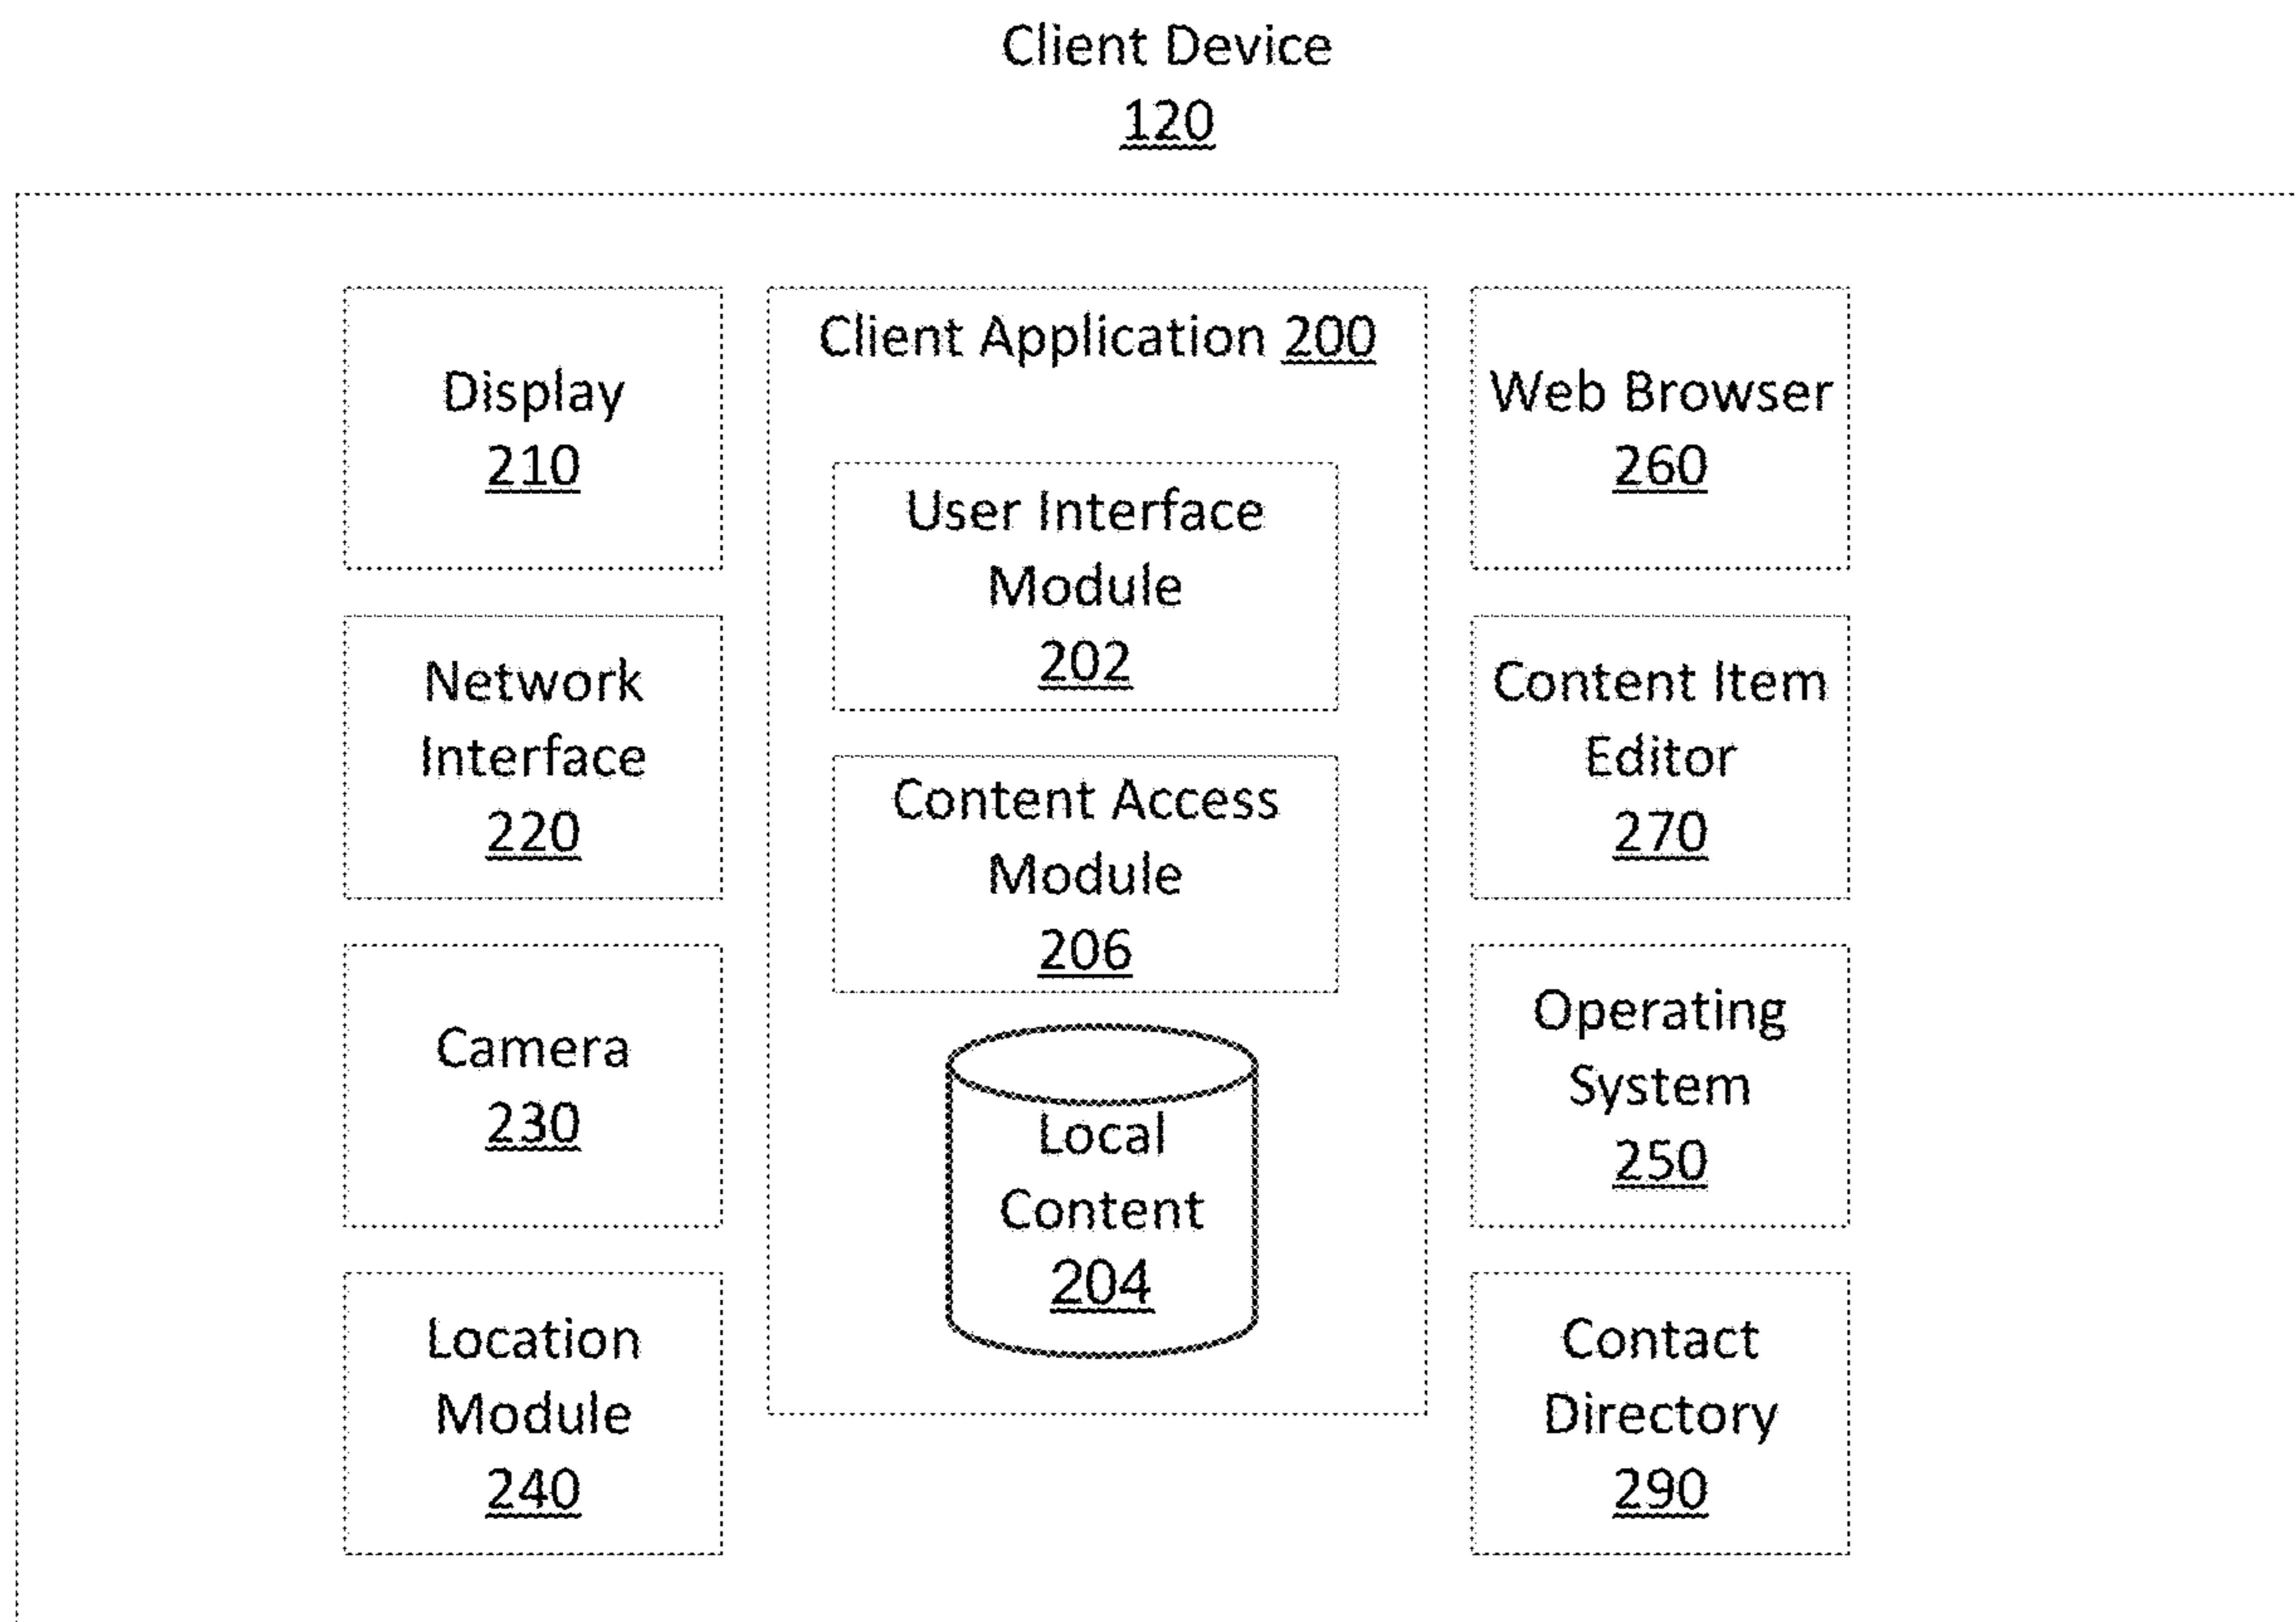 Client Device
120
Display
210
Network
Interface
220
Camera
230
Location
Module
240
Client Application 200
User Interface
Module
202
Content Access
Module
206
Local
Content
204
Web Browser
260
Content Item
Editor
270
Operating
System
250
Contact
Directory
290